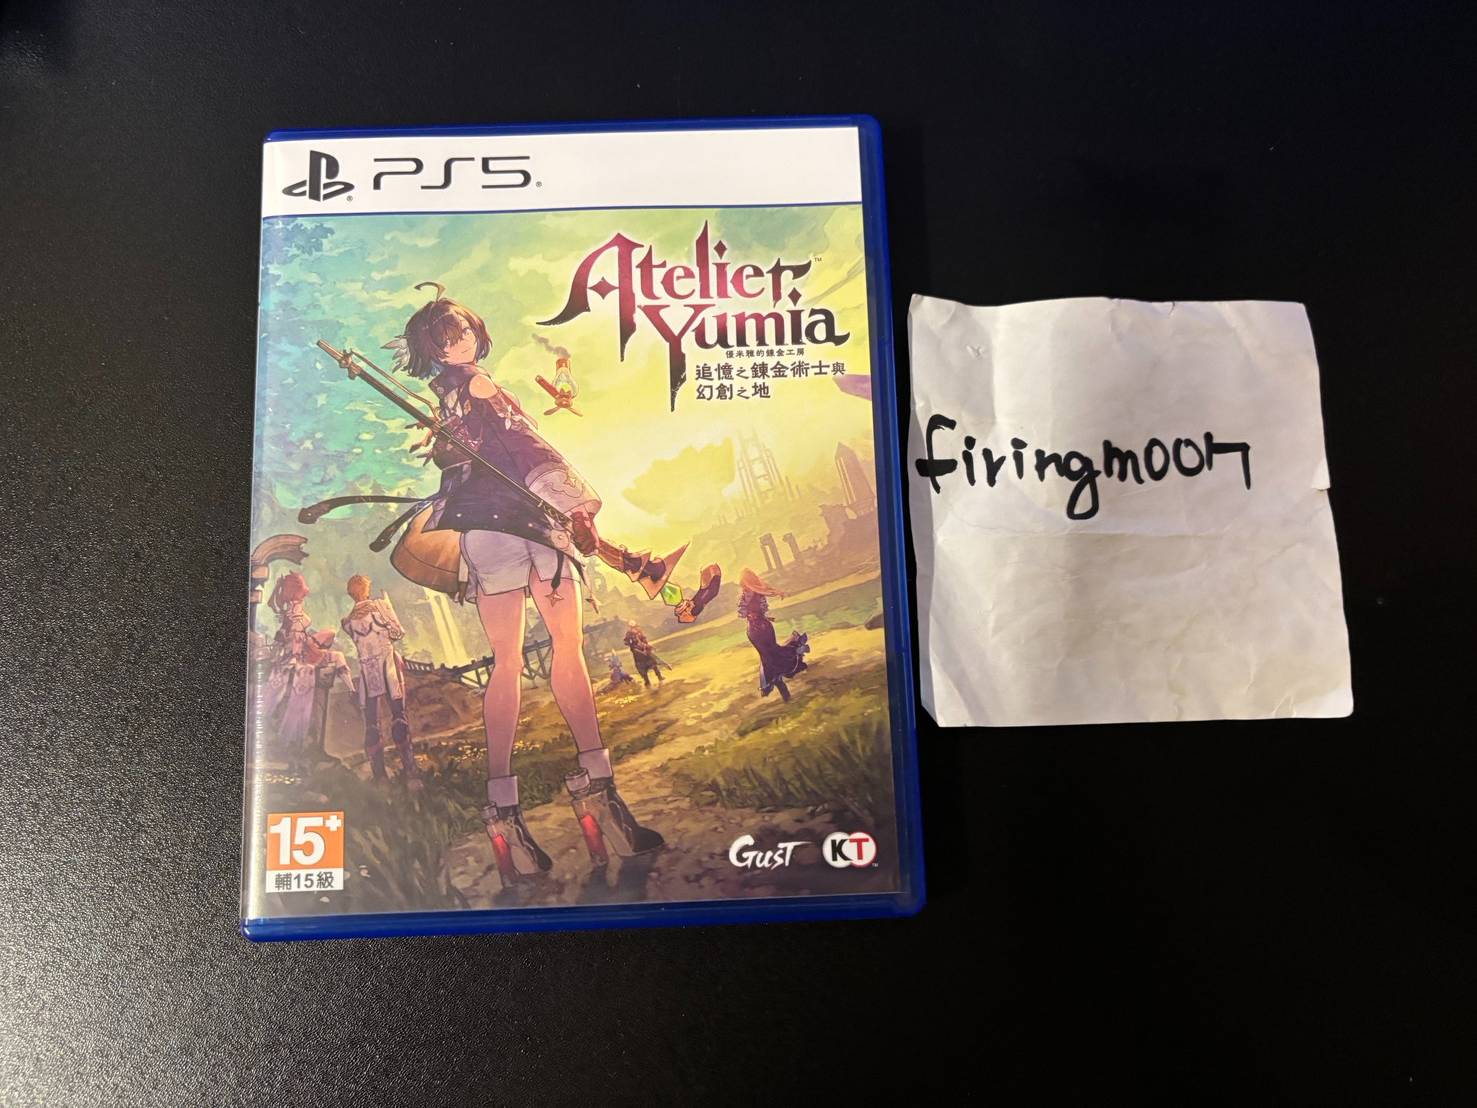 PS5
Atelier
Yumia
優米雅的鍊金工房
追憶之鍊金術士與
幻創之地
firingmoon
15+
輔15級
GUST
KT